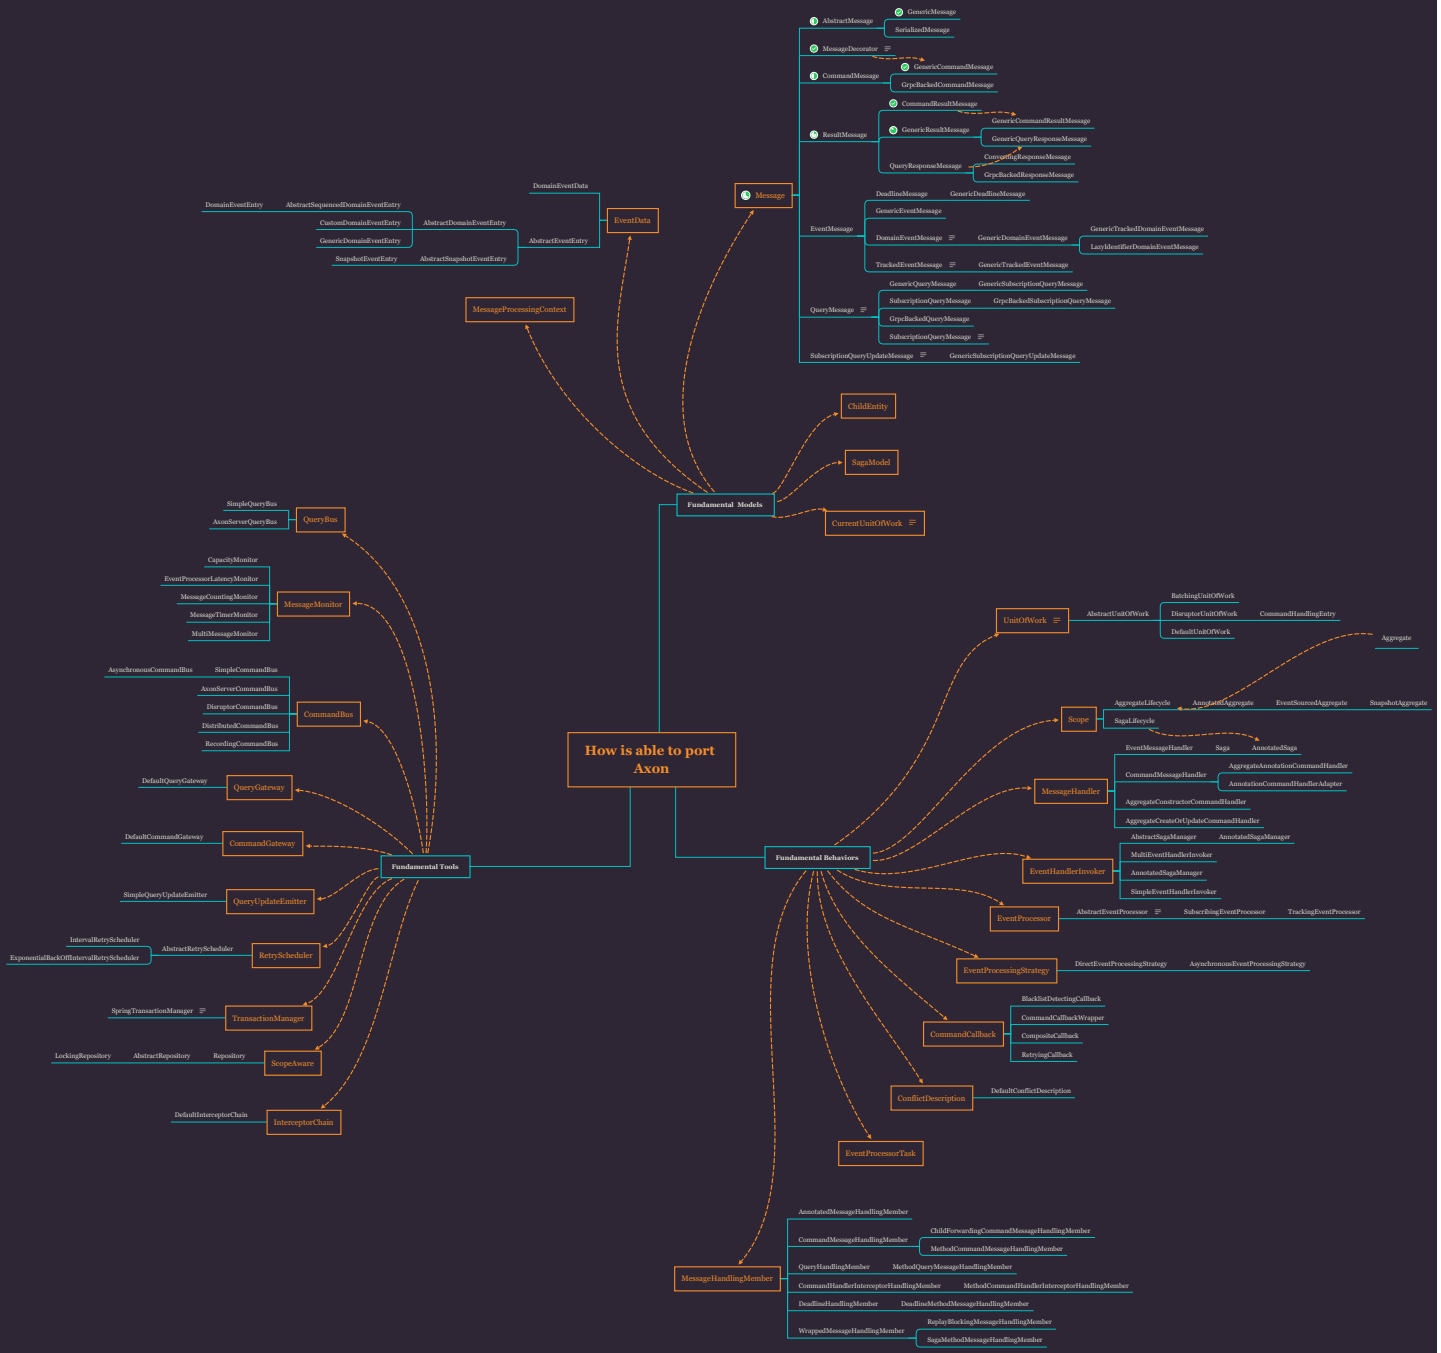 How is able to port
Axon
Fundamental  Models
Message
AbstractMessage
GenericMessage
SerializedMessage
MessageDecorator
CommandMessage
GenericCommandMessage
GrpcBackedCommandMessage
ResultMessage
CommandResultMessage
GenericResultMessage
GenericCommandResultMessage
GenericQueryResponseMessage
QueryResponseMessage
ConvertingResponseMessage
GrpcBackedResponseMessage
EventMessage
DeadlineMessage
GenericDeadlineMessage
GenericEventMessage
DomainEventMessage
GenericDomainEventMessage
GenericTrackedDomainEventMessage
LazyIdentifierDomainEventMessage
TrackedEventMessage
GenericTrackedEventMessage
QueryMessage
GenericQueryMessage
GenericSubscriptionQueryMessage
SubscriptionQueryMessage
GrpcBackedSubscriptionQueryMessage
GrpcBackedQueryMessage
SubscriptionQueryMessage
SubscriptionQueryUpdateMessage
GenericSubscriptionQueryUpdateMessage
EventData
DomainEventData
AbstractEventEntry
AbstractDomainEventEntry
AbstractSequencedDomainEventEntry
DomainEventEntry
CustomDomainEventEntry
GenericDomainEventEntry
AbstractSnapshotEventEntry
SnapshotEventEntry
MessageProcessingContext
ChildEntity
SagaModel
CurrentUnitOfWork
Fundamental Behaviors
UnitOfWork
AbstractUnitOfWork
BatchingUnitOfWork
DisruptorUnitOfWork
CommandHandlingEntry
DefaultUnitOfWork
Aggregate
Scope
AggregateLifecycle
AnnotatedAggregate
EventSourcedAggregate
SnapshotAggregate
SagaLifecycle
MessageHandler
EventMessageHandler
Saga
AnnotatedSaga
CommandMessageHandler
AggregateAnnotationCommandHandler
AnnotationCommandHandlerAdapter
AggregateConstructorCommandHandler
AggregateCreateOrUpdateCommandHandler
EventHandlerInvoker
AbstractSagaManager
AnnotatedSagaManager
MultiEventHandlerInvoker
AnnotatedSagaManager
SimpleEventHandlerInvoker
EventProcessor
AbstractEventProcessor
SubscribingEventProcessor
TrackingEventProcessor
EventProcessingStrategy
DirectEventProcessingStrategy
AsynchronousEventProcessingStrategy
CommandCallback
BlacklistDetectingCallback
CommandCallbackWrapper
CompositeCallback
RetryingCallback
ConflictDescription
DefaultConflictDescription
EventProcessorTask
MessageHandlingMember
AnnotatedMessageHandlingMember
CommandMessageHandlingMember
ChildForwardingCommandMessageHandlingMember
MethodCommandMessageHandlingMember
QueryHandlingMember
MethodQueryMessageHandlingMember
CommandHandlerInterceptorHandlingMember
MethodCommandHandlerInterceptorHandlingMember
DeadlineHandlingMember
DeadlineMethodMessageHandlingMember
WrappedMessageHandlingMember
ReplayBlockingMessageHandlingMember
SagaMethodMessageHandlingMember
Fundamental Tools
QueryBus
SimpleQueryBus
AxonServerQueryBus
MessageMonitor
CapacityMonitor
EventProcessorLatencyMonitor
MessageCountingMonitor
MessageTimerMonitor
MultiMessageMonitor
CommandBus
SimpleCommandBus
AsynchronousCommandBus
AxonServerCommandBus
DisruptorCommandBus
DistributedCommandBus
RecordingCommandBus
QueryGateway
DefaultQueryGateway
CommandGateway
DefaultCommandGateway
QueryUpdateEmitter
SimpleQueryUpdateEmitter
RetryScheduler
AbstractRetryScheduler
IntervalRetryScheduler
ExponentialBackOffIntervalRetryScheduler
TransactionManager
SpringTransactionManager
ScopeAware
Repository
AbstractRepository
LockingRepository
InterceptorChain
DefaultInterceptorChain